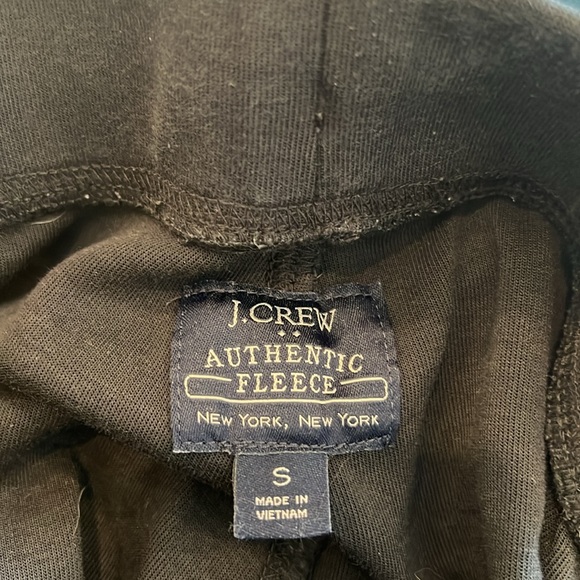 J.CREW
AUTHENTIC
FLEECE
NEW YORK, NEW YORK
S
MADE IN
VIETNAM